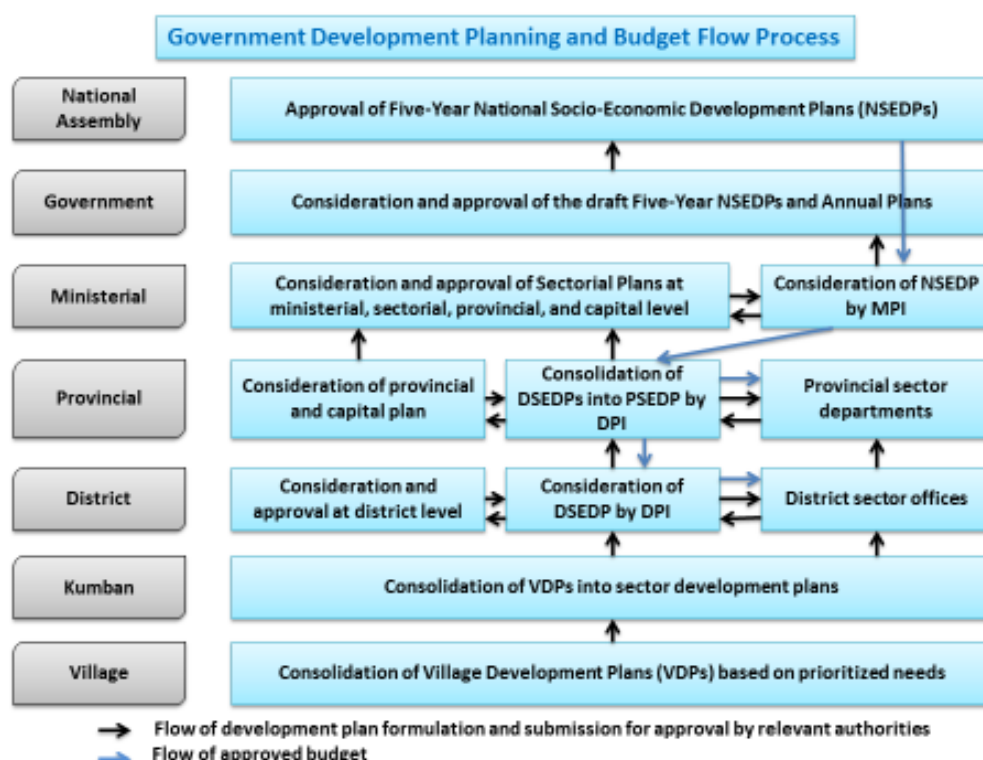 Government Development Planning and Budget Flow Process
National
Assembly
Approval of Five-Year National Socio-Economic Development Plans (NSEDPs)
Government
Consideration and approval of the draft Five-Year NSEDPs and Annual Plans
Ministerial
Consideration and approval of Sectorial Plans at
ministerial, sectorial, provincial, and capital level
Consideration of NSEDP
by MPI
Provincial
Consideration of provincial
and capital plan
Consolidation of
DSEDPs into PSEDP by
DPI
Provincial sector
departments
District
Consideration and
approval at district level
Consideration of
DSEDP by DPI
District sector offices
Kumban
Consolidation of VDPs into sector development plans
Village
Consolidation of Village Development Plans (VDPs) based on prioritized needs
Flow of development plan formulation and submission for approval by relevant authorities
Flow of approved budget